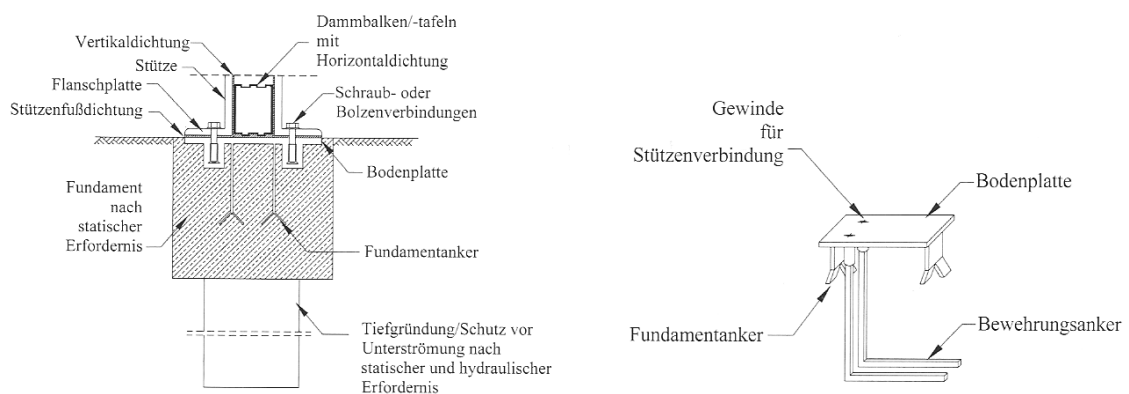 Dammbalken/-tafeln
mit
Horizontaldichtung
Vertikaldichtung
Stütze
Flanschplatte
Stützenfußdichtung
Schraub- oder
Bolzenverbindungen
Bodenplatte
Fundament
nach
statischer
Erfordernis
Fundamentanker
Tiefgründung/Schutz vor
Unterströmung nach
statischer und hydraulischer
Erfordernis
Gewinde
für
Stützenverbindung
Bodenplatte
Fundamentanker
Bewehrungsanker